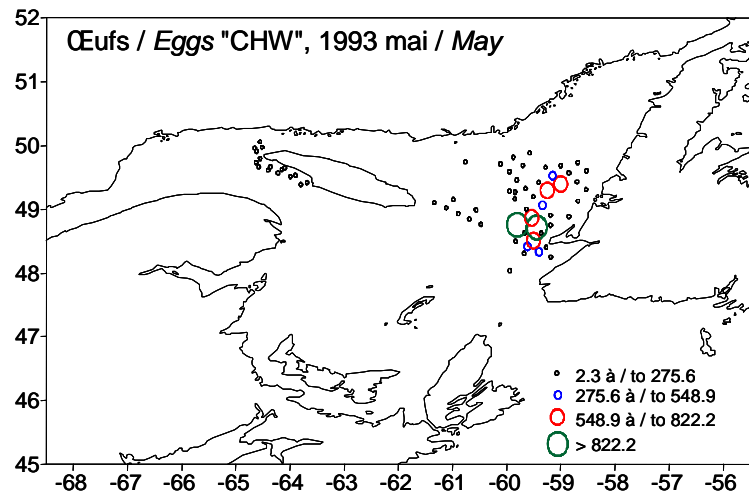 Œufs / Eggs "CHW", 1993 mai / May
52
51
50
49
48
47
46
45
2.3 à / to 275.6
275.6 à / to 548.9
548.9 à / to 822.2
> 822.2
-68 -67 -66 -65 -64 -63 -62 -61 -60 -59 -58 -57 -56